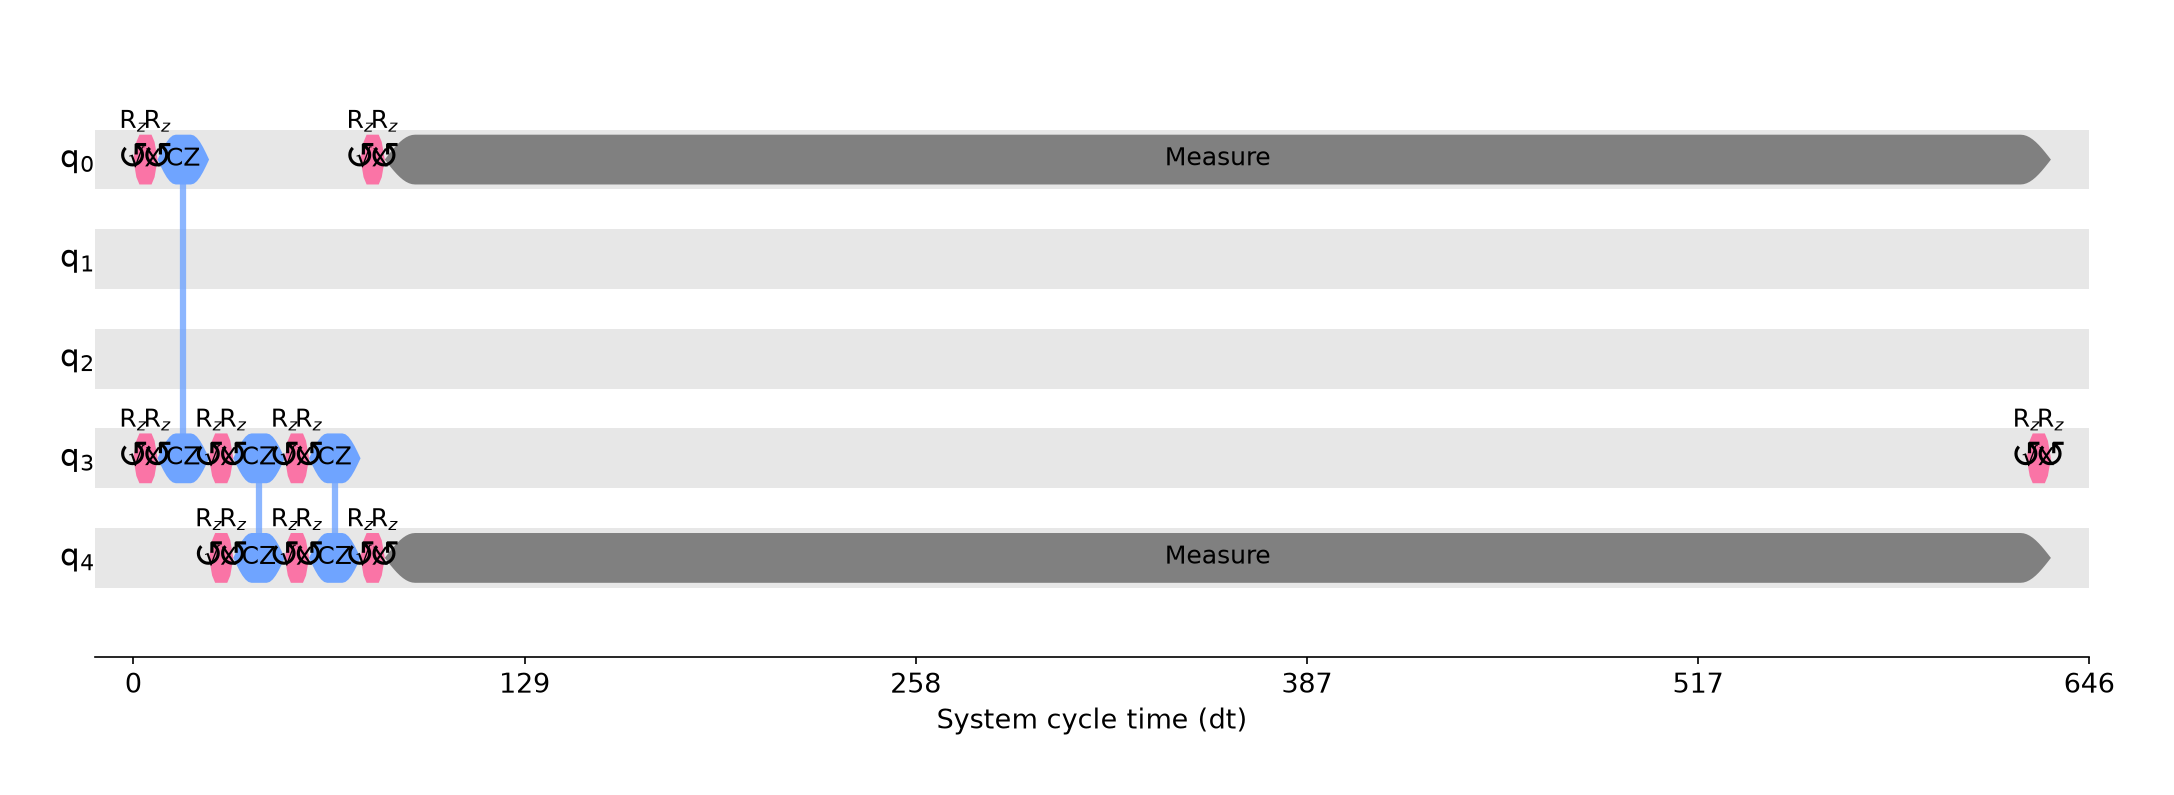 RzRz RzRz
q0 √X CZ √X Measure
q1
q2
RzRz RzRz RzRz RzRz
q3 √X CZ √X CZ √X CZ √X
RzRz RzRz RzRz
q4 √X CZ √X CZ √X Measure
0 129 258 387 517 646
System cycle time (dt)